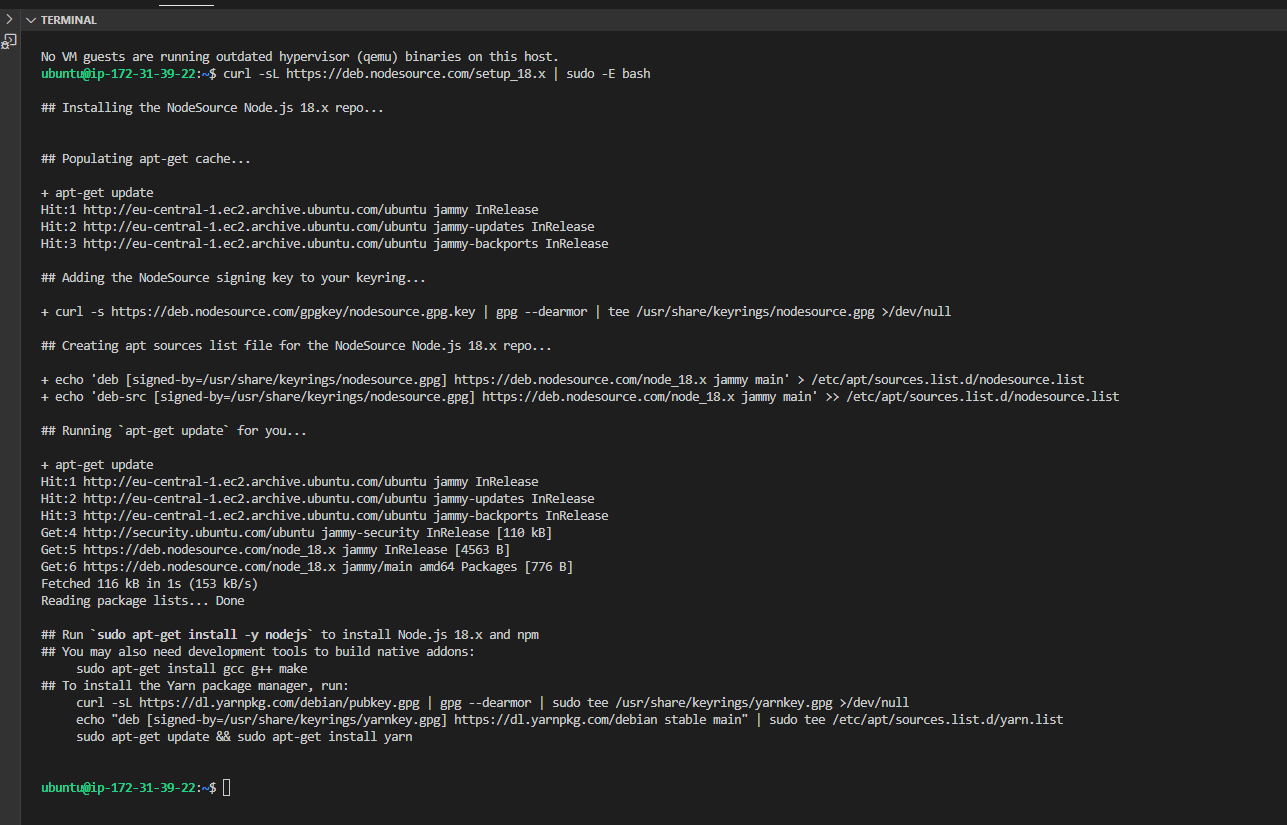 TERMINAL
No VM guests are running outdated hypervisor (qemu) binaries on this host.
ubuntu@ip-172-31-39-22:~$ curl -sL https://deb.nodesource.com/setup_18.x | sudo -E bash
## Installing the NodeSource Node.js 18.x repo...
## Populating apt-get cache...
+ apt-get update
Hit:1 http://eu-central-1.ec2.archive.ubuntu.com/ubuntu jammy InRelease
Hit:2 http://eu-central-1.ec2.archive.ubuntu.com/ubuntu jammy-updates InRelease
Hit:3 http://eu-central-1.ec2.archive.ubuntu.com/ubuntu jammy-backports InRelease
## Adding the NodeSource signing key to your keyring...
+ curl -s https://deb.nodesource.com/gpgkey/nodesource.gpg.key | gpg --dearmor | tee /usr/share/keyrings/nodesource.gpg >/dev/null
## Creating apt sources list file for the NodeSource Node.js 18.x repo...
+ echo 'deb [signed-by=/usr/share/keyrings/nodesource.gpg] https://deb.nodesource.com/node_18.x jammy main' > /etc/apt/sources.list.d/nodesource.list
+ echo 'deb-src [signed-by=/usr/share/keyrings/nodesource.gpg] https://deb.nodesource.com/node_18.x jammy main' >> /etc/apt/sources.list.d/nodesource.list
## Running `apt-get update` for you...
+ apt-get update
Hit:1 http://eu-central-1.ec2.archive.ubuntu.com/ubuntu jammy InRelease
Hit:2 http://eu-central-1.ec2.archive.ubuntu.com/ubuntu jammy-updates InRelease
Hit:3 http://eu-central-1.ec2.archive.ubuntu.com/ubuntu jammy-backports InRelease
Get:4 http://security.ubuntu.com/ubuntu jammy-security InRelease [110 kB]
Get:5 https://deb.nodesource.com/node_18.x jammy InRelease [4563 B]
Get:6 https://deb.nodesource.com/node_18.x jammy/main amd64 Packages [776 B]
Fetched 116 kB in 1s (153 kB/s)
Reading package lists... Done
## Run `sudo apt-get install -y nodejs` to install Node.js 18.x and npm
## You may also need development tools to build native addons:
sudo apt-get install gcc g++ make
## To install the Yarn package manager, run:
curl -sL https://dl.yarnpkg.com/debian/pubkey.gpg | gpg --dearmor | sudo tee /usr/share/keyrings/yarnkey.gpg >/dev/null
echo "deb [signed-by=/usr/share/keyrings/yarnkey.gpg] https://dl.yarnpkg.com/debian stable main" | sudo tee /etc/apt/sources.list.d/yarn.list
sudo apt-get update && sudo apt-get install yarn
ubuntu@ip-172-31-39-22:~$